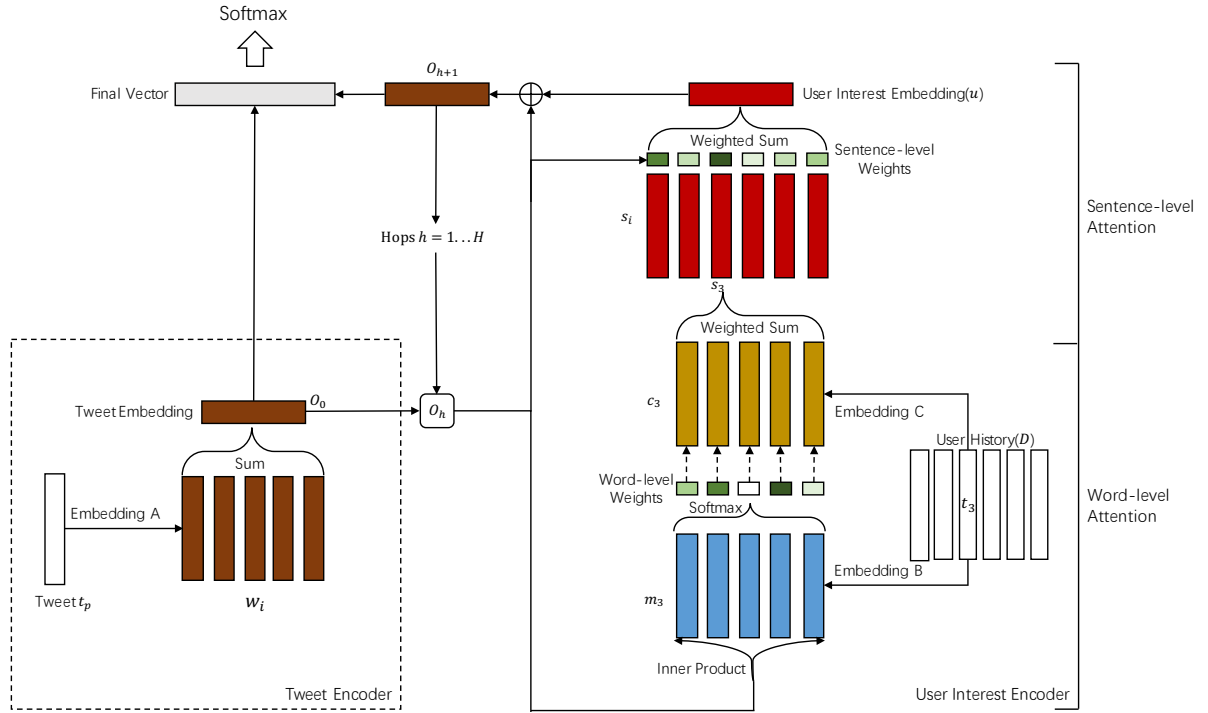 Softmax
O_{h+1}
Final Vector
User Interest Embedding(u)
Weighted Sum
Sentence-level
Weights
s_i
Sentence-level
Attention
Hops h = 1...H
s_3
Weighted Sum
Tweet Embedding
O_0
O_h
c_3
Embedding C
User History(D)
Sum
Word-level
Weights
Softmax
t_3
Word-level
Attention
Embedding A
Embedding B
Tweet t_p
w_i
m_3
Inner Product
Tweet Encoder
User Interest Encoder